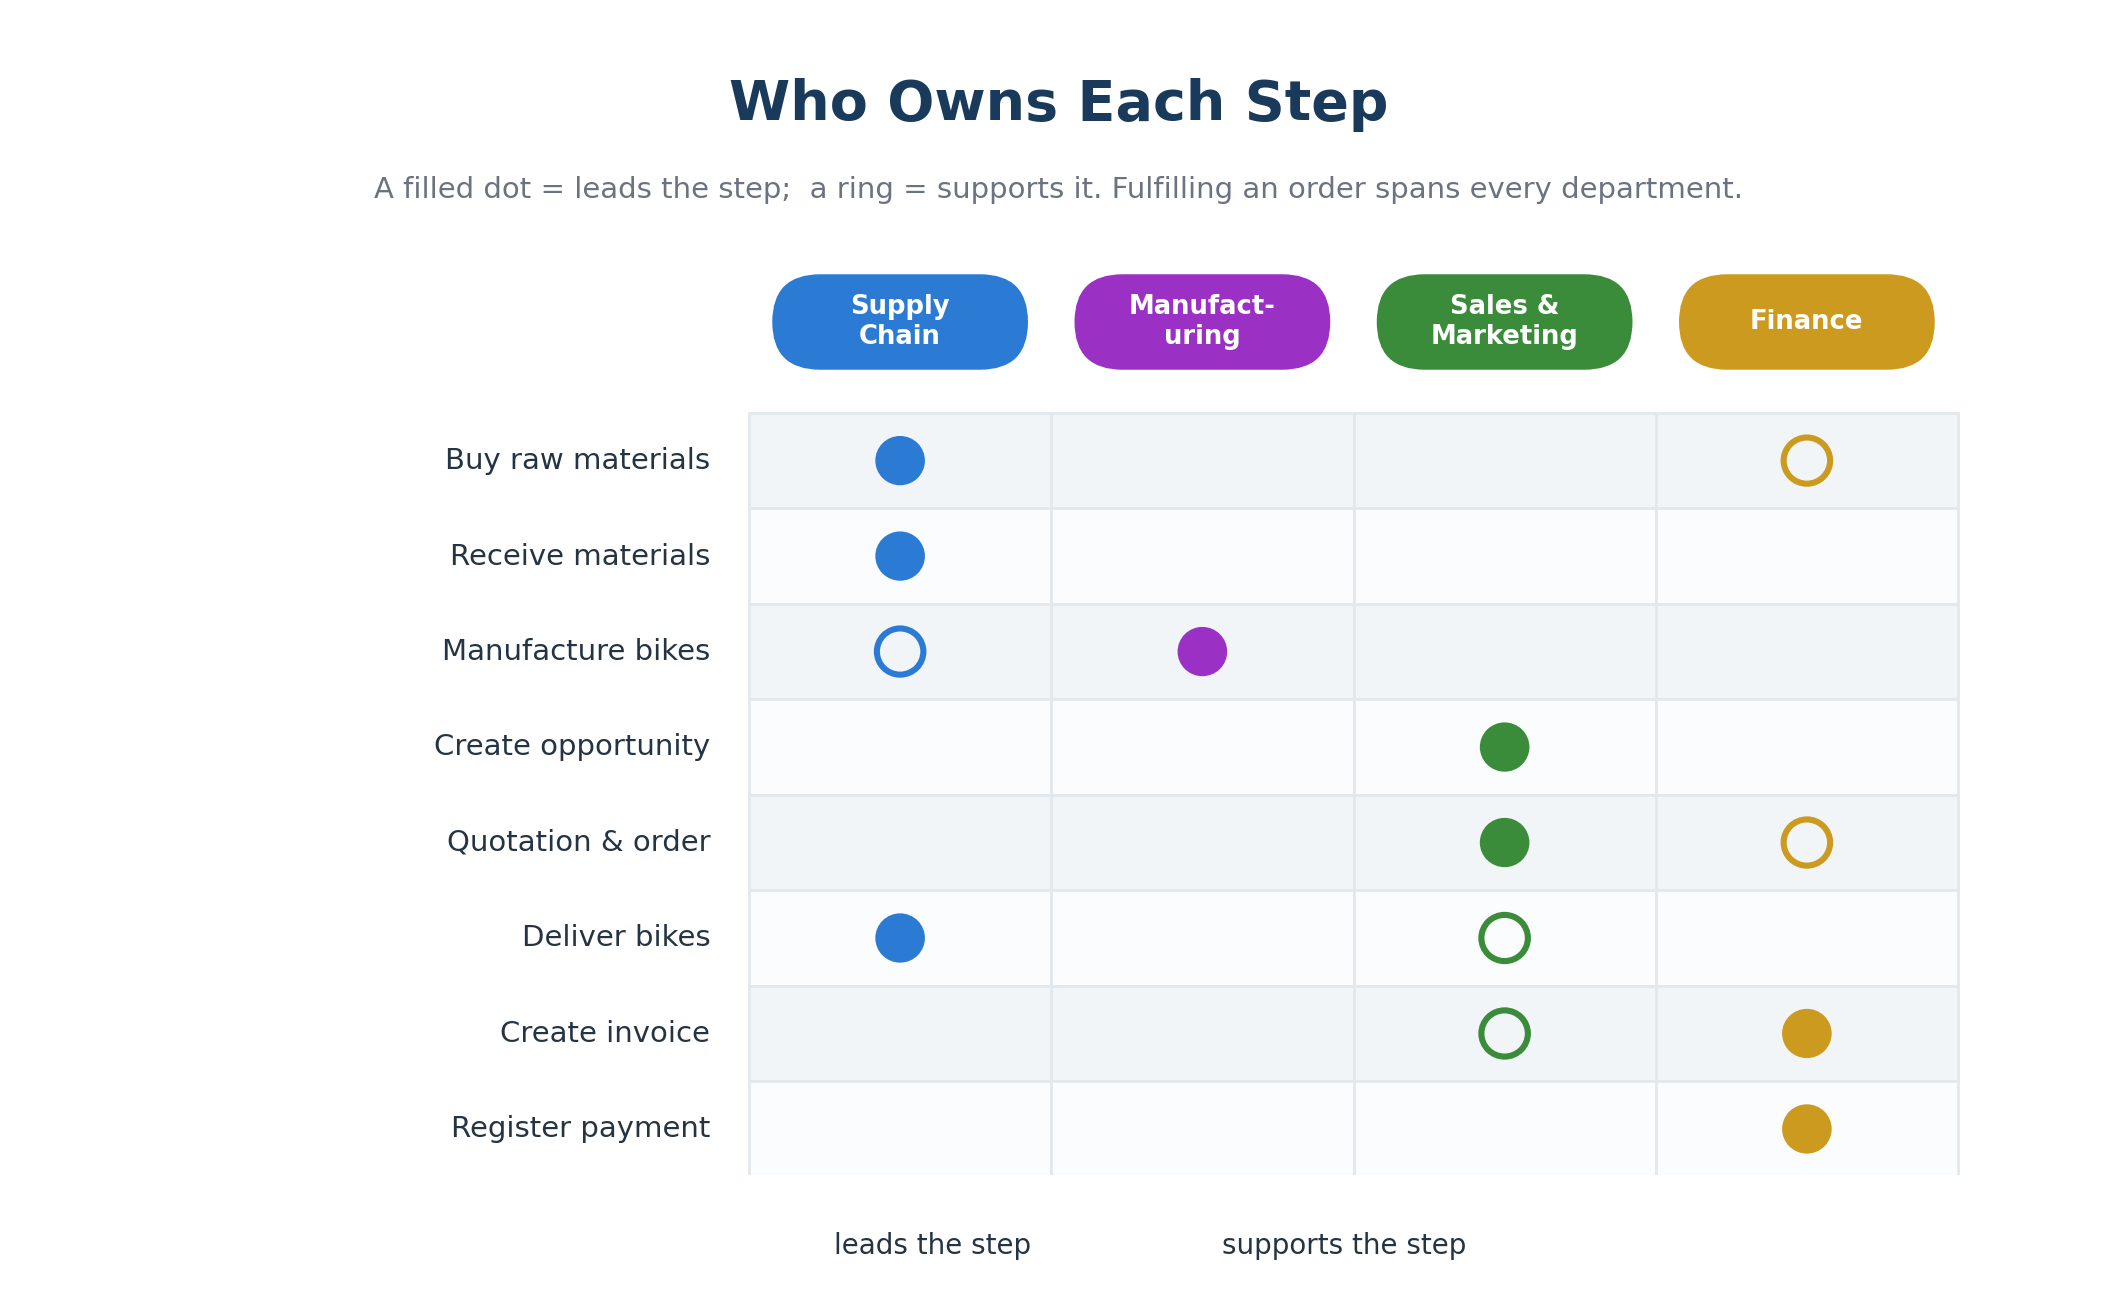 Who Owns Each Step
A filled dot = leads the step;  a ring = supports it. Fulfilling an order spans every department.
Supply
Chain
Manufact-
uring
Sales &
Marketing
Finance
Buy raw materials
Receive materials
Manufacture bikes
Create opportunity
Quotation & order
Deliver bikes
Create invoice
Register payment
leads the step
supports the step